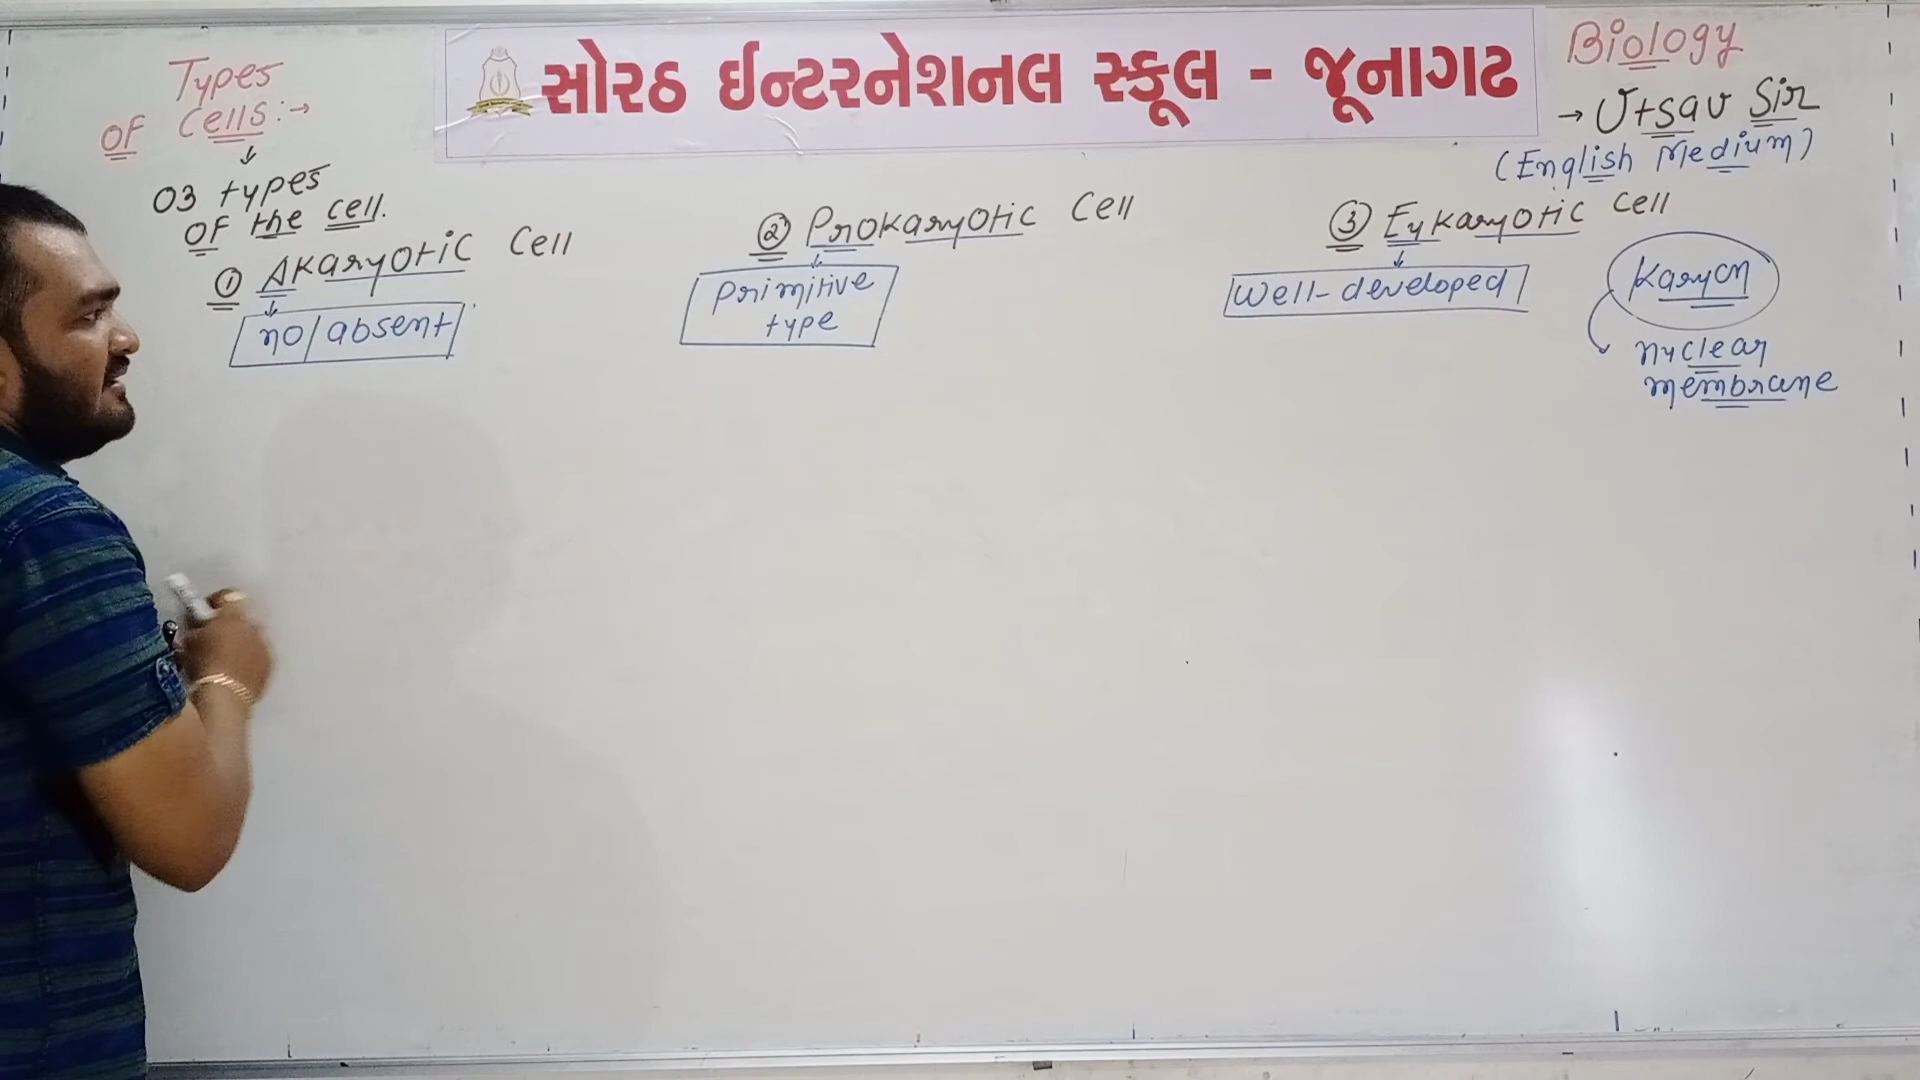 સોરઠ ઈન્ટરનેશનલ સ્કૂલ - જૂનાગઢ
Types
OF Cells:→
03 types
OF the cell.
① Akaryotic Cell
no/absent
② Prokaryotic Cell
Primitive
type
③ Eukaryotic Cell
Well-developed
Biology
→ Utsav Sir
(English Medium)
Karyon
nuclear
membrane